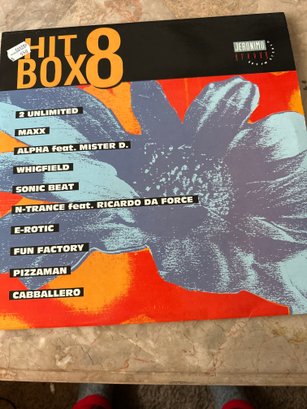 HIT
BOX 8
JERONIMO
2 UNLIMITED
MAXX
ALPHA feat. MISTER D.
WHIGFIELD
SONIC BEAT
N-TRANCE feat. RICARDO DA FORCE
E-ROTIC
FUN FACTORY
PIZZAMAN
CABBALLERO